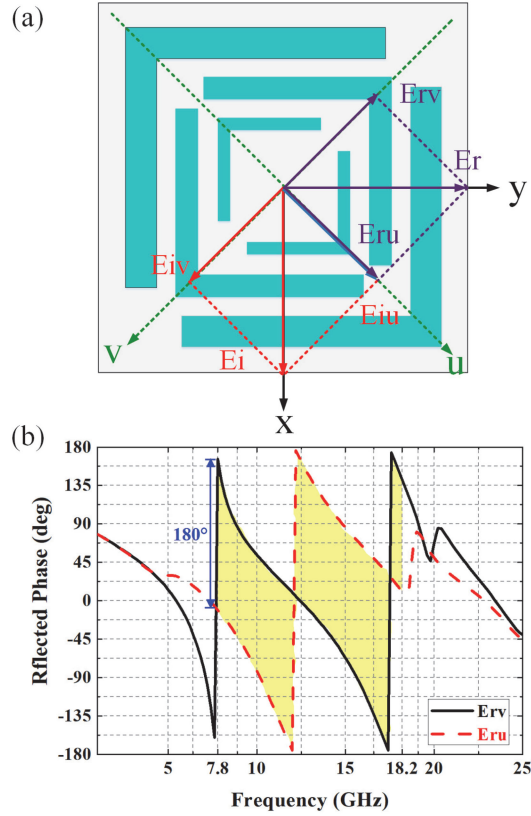 (a)
Erv
Er
y
Eru
Eiv
Eiu
v
Ei
u
x
(b)
180
135
90
45
0
-45
-90
-135
-180
Rflected Phase (deg)
180°
Erv
Eru
5
7.8
10
15
18.2
20
25
Frequency (GHz)